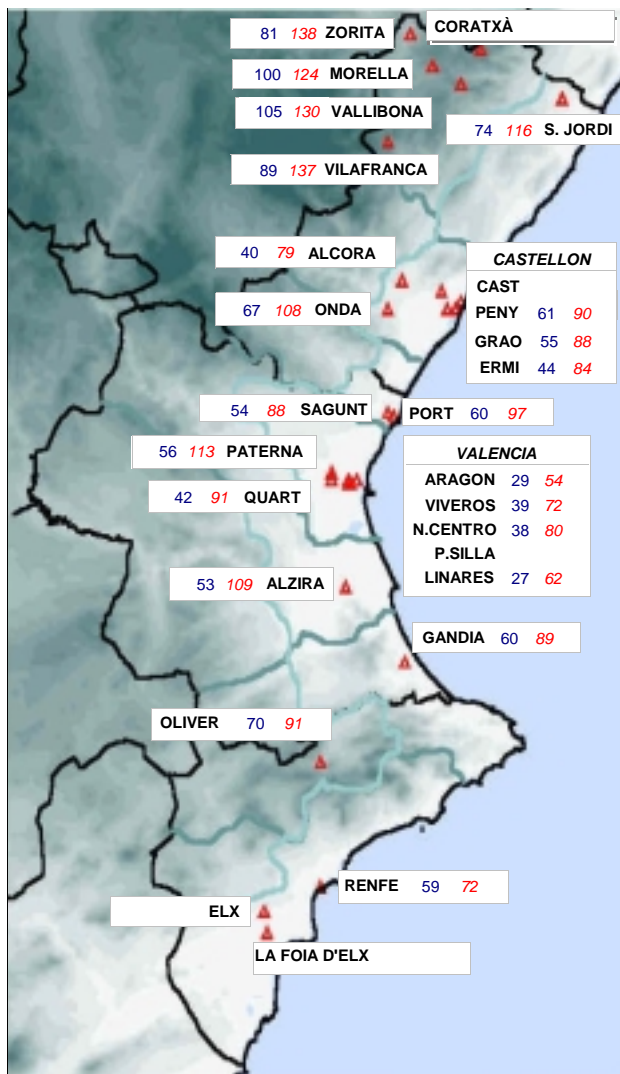 81 138 ZORITA
CORATXÀ
100 124 MORELLA
105 130 VALLIBONA
74 116 S. JORDI
89 137 VILAFRANCA
40 79 ALCORA
67 108 ONDA
CASTELLON
CAST
PENY 61 90
GRAO 55 88
ERMI 44 84
54 88 SAGUNT
PORT 60 97
56 113 PATERNA
42 91 QUART
VALENCIA
ARAGON 29 54
VIVEROS 39 72
N.CENTRO 38 80
P.SILLA
LINARES 27 62
53 109 ALZIRA
GANDIA 60 89
OLIVER 70 91
RENFE 59 72
ELX
LA FOIA D'ELX